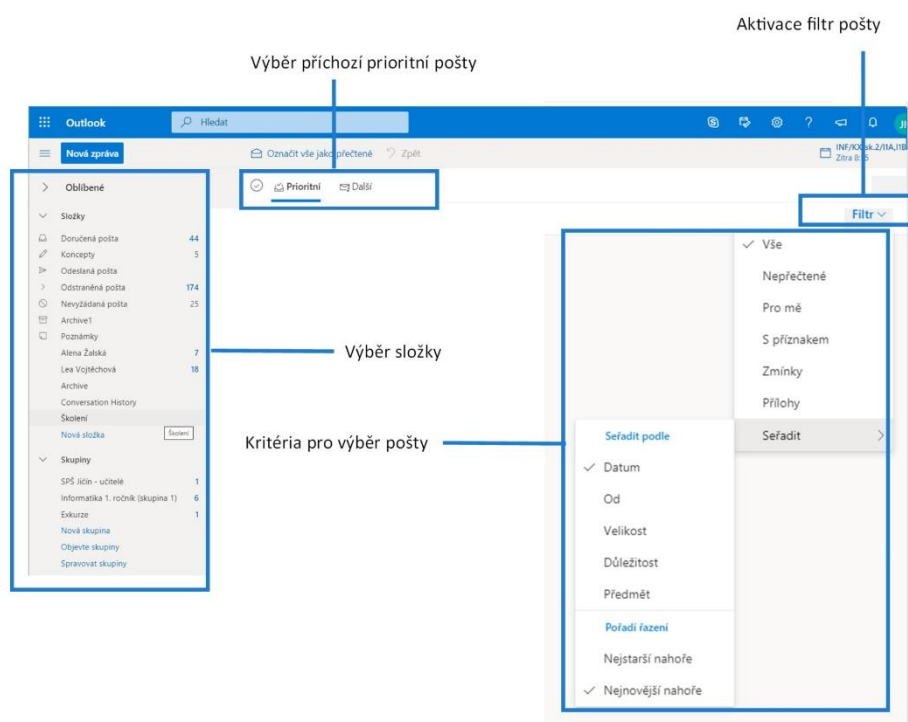 Aktivace filtr pošty
Výběr příchozí prioritní pošty
Outlook
Hledat
Nová zpráva
Označit vše jako přečtené
Zpět
Zítra
Oblíbené
Prioritní
Další
Filtr
Složky
Doručená pošta 44
Koncepty 5
Odeslaná pošta
Odstraněná pošta 174
Nevyžádaná pošta 25
Archive1
Poznámky
Alena Žalská 7
Lea Vojtěchová 18
Archive
Conversation History
Školení
Nová složka
Školení
Skupiny
SPŠ Jičín - učitelé 1
Informatika 1. ročník (skupina 1) 6
Exkurze 1
Nová skupina
Objevte skupiny
Spravovat skupiny
Výběr složky
Kritéria pro výběr pošty
Vše
Nepřečtené
Pro mě
S příznakem
Zmínky
Přílohy
Seřadit
Seřadit podle
Datum
Od
Velikost
Důležitost
Předmět
Pořadí řazení
Nejstarší nahoře
Nejnovější nahoře